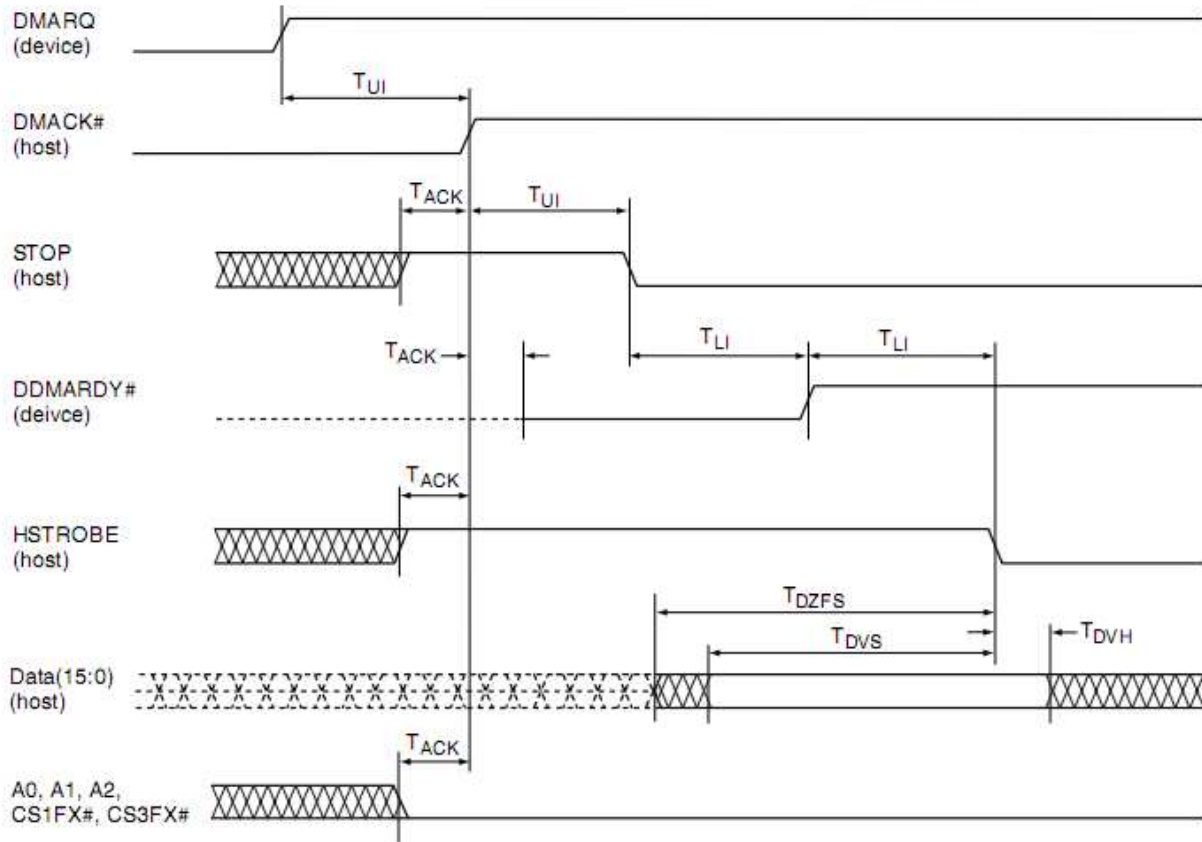 DMARQ
(device)
TUI
DMACK#
(host)
TACK
TUI
STOP
(host)
TACK
TLI
TLI
DDMARDY#
(deivce)
TACK
HSTROBE
(host)
TDZFS
TDVS
TDVH
Data(15:0)
(host)
TACK
A0, A1, A2,
CS1FX#, CS3FX#